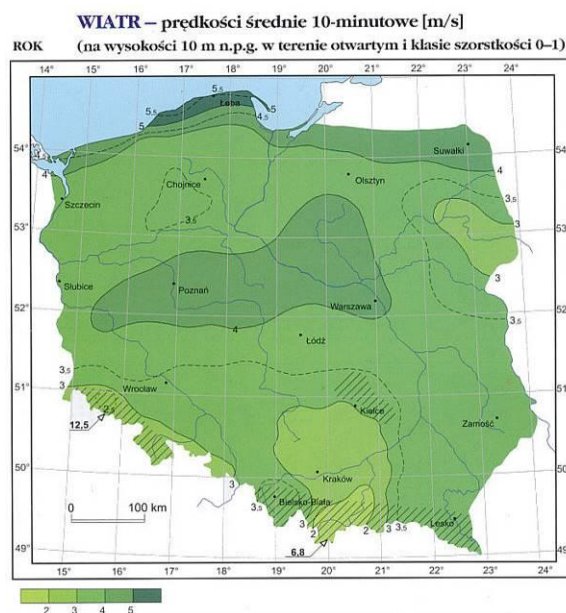 WIATR – prędkości średnie 10-minutowe [m/s]
ROK (na wysokości 10 m n.p.g. w terenie otwartym i klasie szorstkości 0–1)
14° 15° 16° 17° 18° 19° 20° 21° 22° 23° 24°
5,5
5,5 Łeba 5
5 4,5
54° 4,5 Suwałki 54°
4 4
Chojnice Olsztyn
3,5
Szczecin
3,5
53° 53°
3
Słubice Poznań
Warszawa
52° 3,5 52°
4
Łódź
3,5
3
51° Wrocław 51°
2 Kielce
12,5 Zamość
50° 50°
3 Kraków
0 100 km 3,5 Bielsko-Biała
3 2 2 3 3,5 Lesko
49° 6,8 49°
15° 16° 17° 18° 19° 20° 21° 22° 23° 24°
2 3 4 5